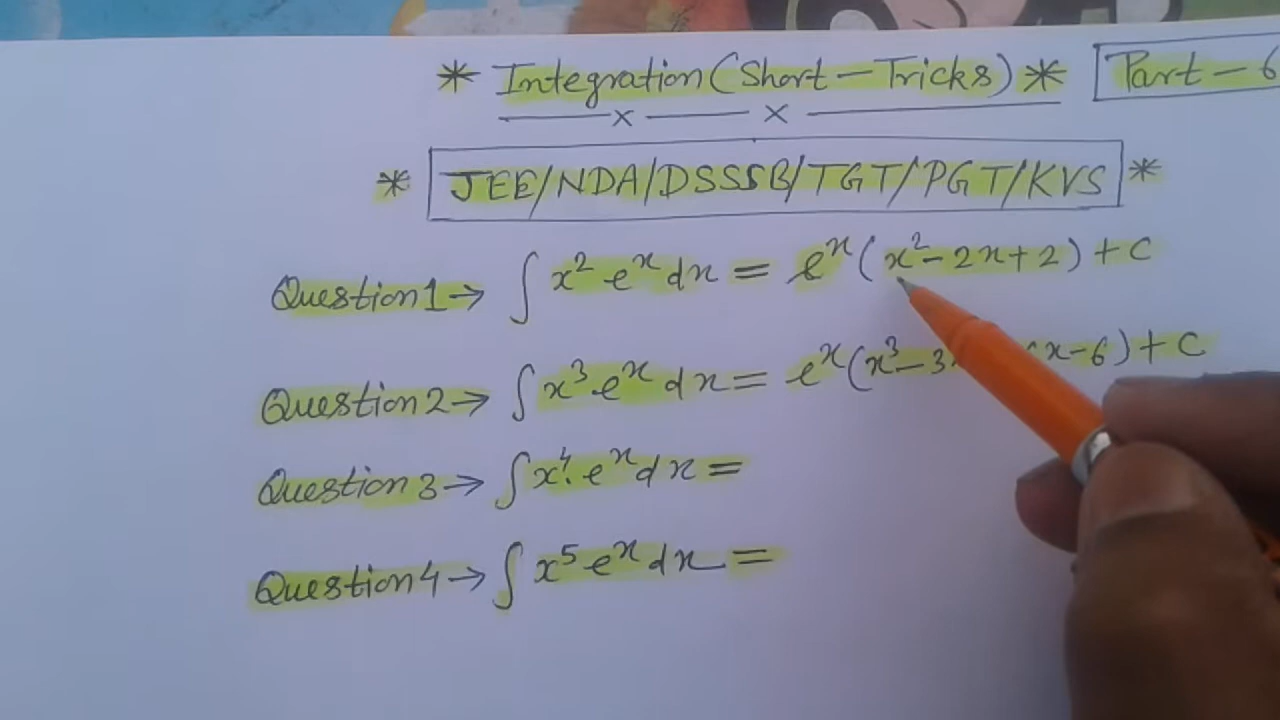 * Integration (Short-Tricks) * Part-6
* JEE/NDA/DSSSB/TGT/PGT/KVS *
Question 1 → ∫ x² eˣ dx = eˣ (x² - 2x + 2) + c
Question 2 → ∫ x³ eˣ dx = eˣ (x³ - 3 x - 6) + c
Question 3 → ∫ x⁴. eˣ dx =
Question 4 → ∫ x⁵ eˣ dx =